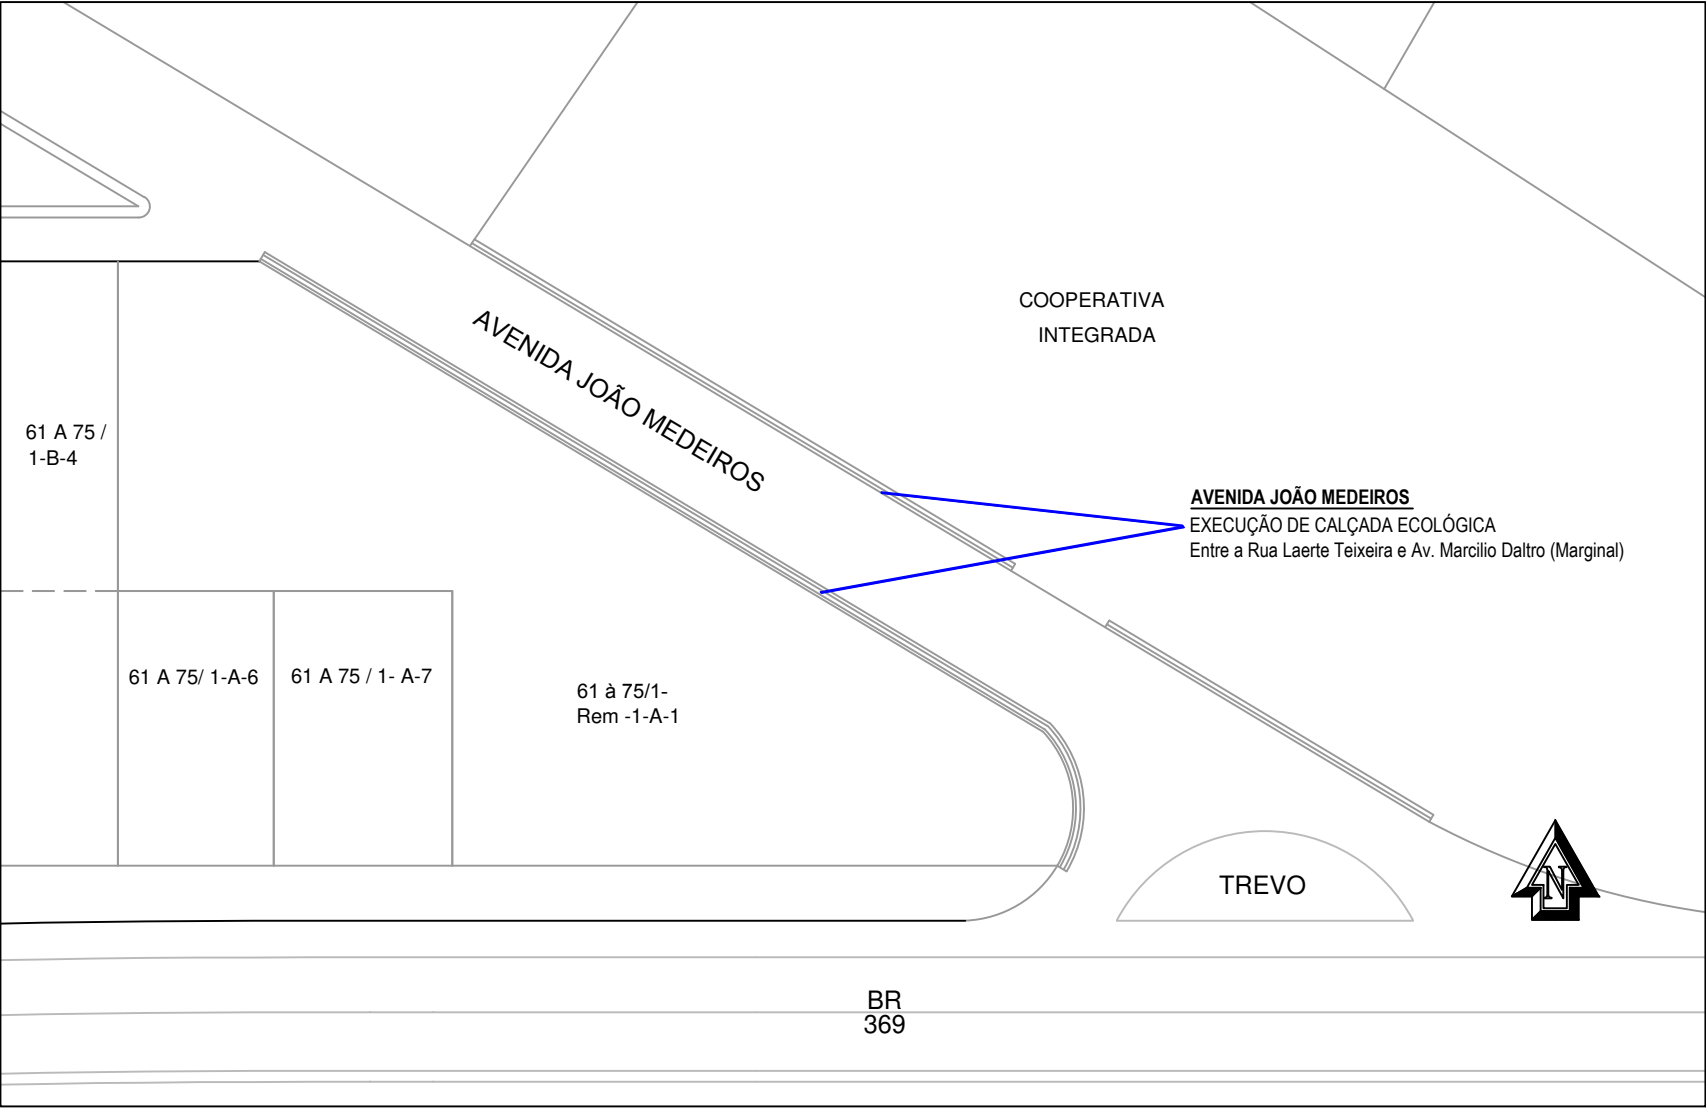 COOPERATIVA
INTEGRADA
AVENIDA JOÃO MEDEIROS
61 A 75 /
1-B-4
AVENIDA JOÃO MEDEIROS
EXECUÇÃO DE CALÇADA ECOLÓGICA
Entre a Rua Laerte Teixeira e Av. Marcilio Daltro (Marginal)
61 A 75/ 1-A-6
61 A 75 / 1- A-7
61 à 75/1-
Rem -1-A-1
TREVO
N
BR
369